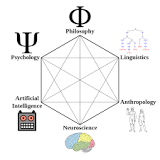 Φ
Philosophy
Ψ
Psychology
Linguistics
Artificial
Intelligence
Anthropology
Neuroscience